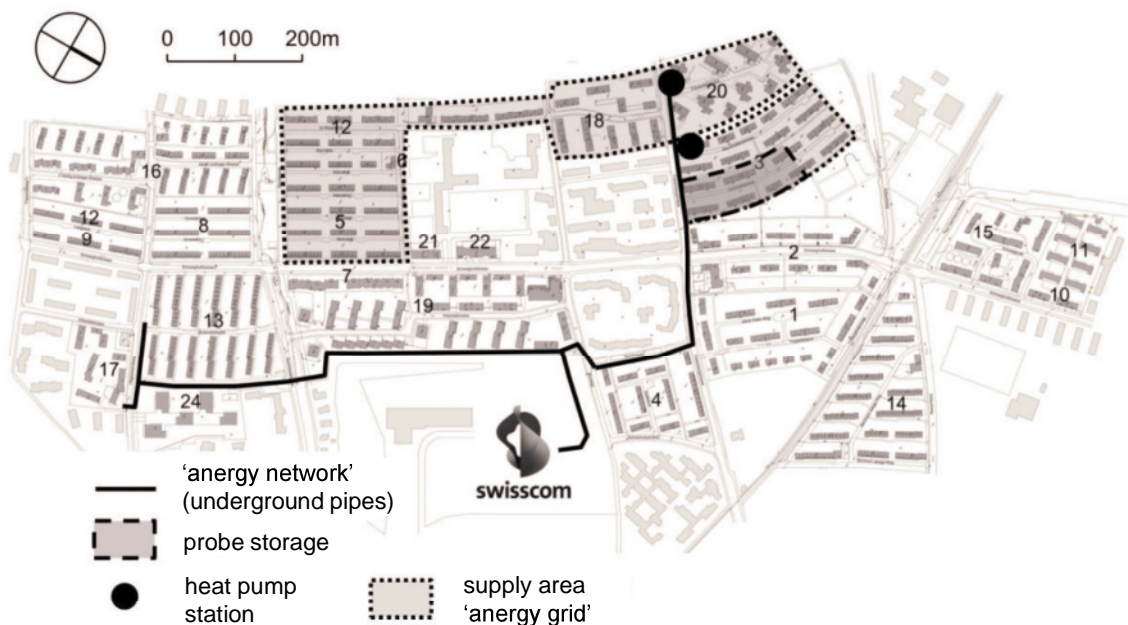 0 100 200m
20
12
18
6
3
16
12
5
8
9
21 22
2
15
11
7
10
19
13
1
17
4
24
14
swisscom
'anergy network'
(underground pipes)
probe storage
heat pump
station
supply area
'anergy grid'